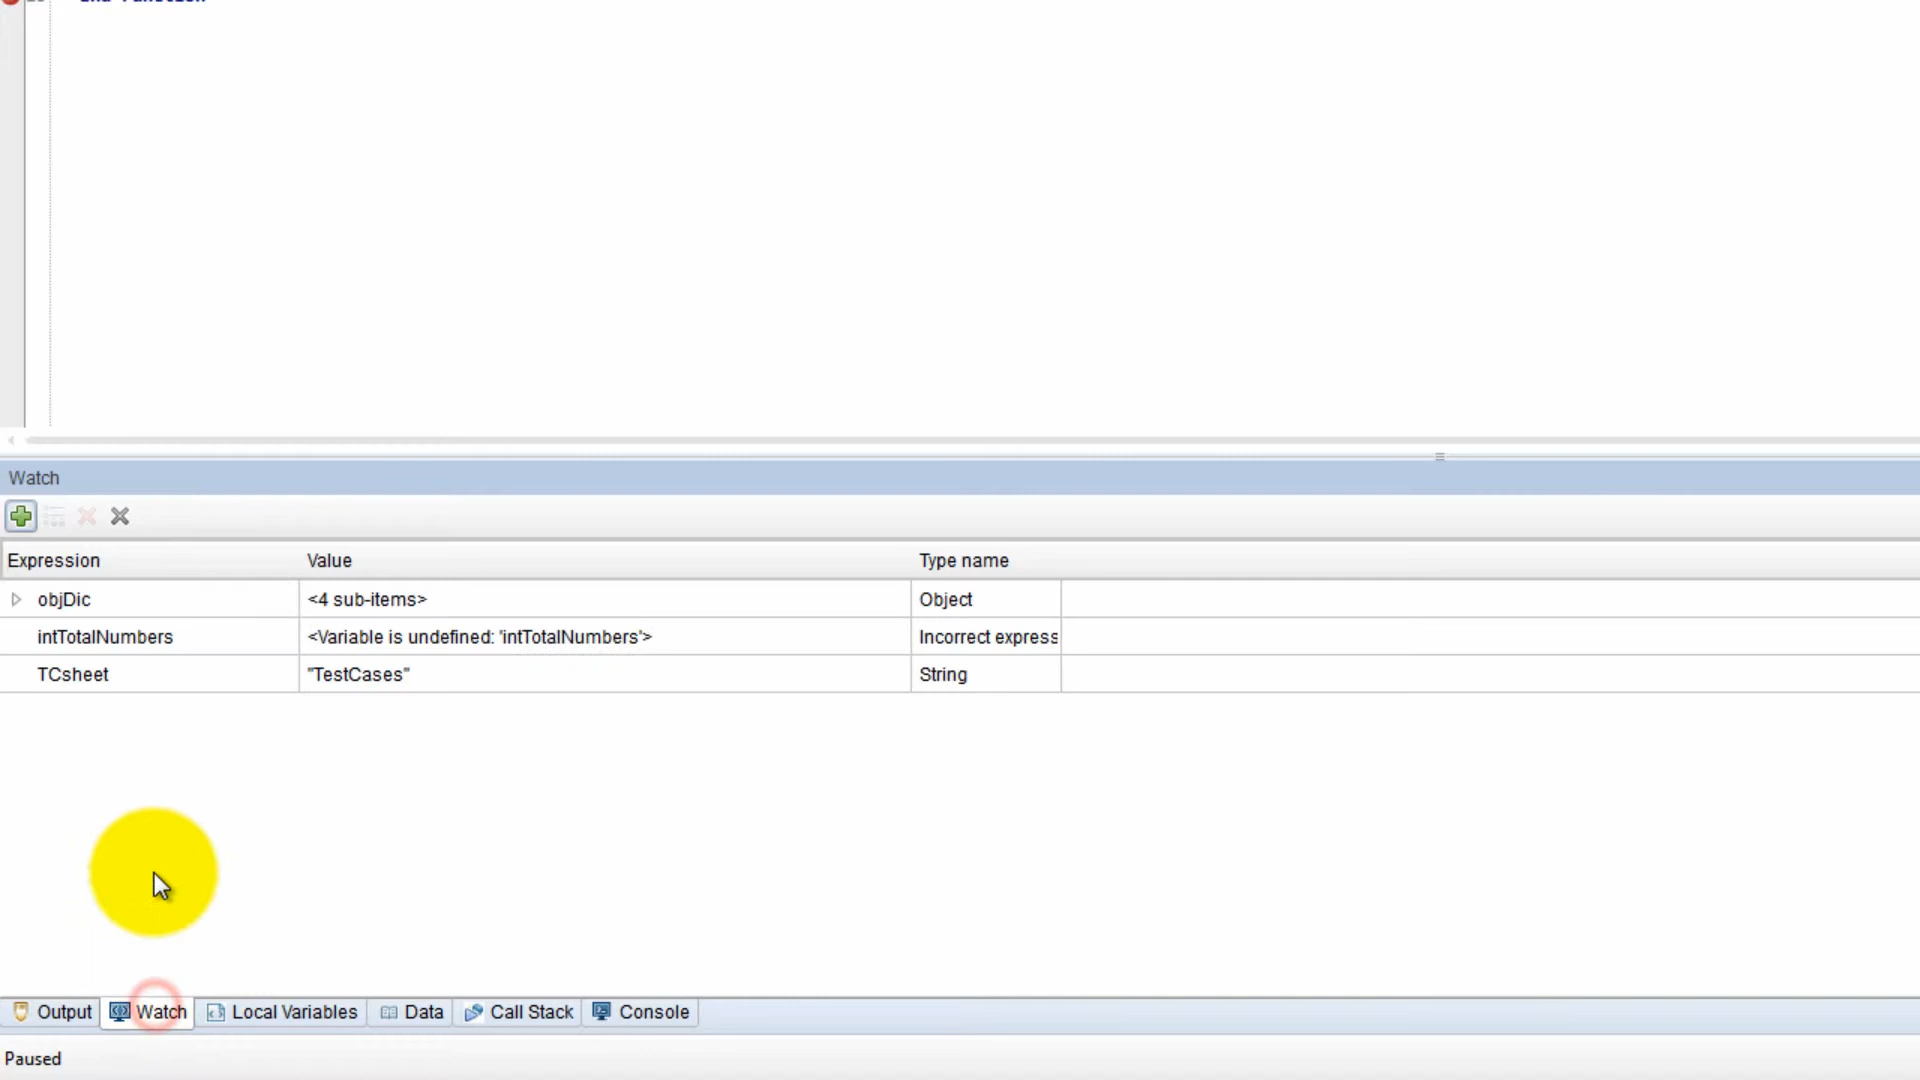 Watch
Expression Value Type name
objDic <4 sub-items> Object
intTotalNumbers <Variable is undefined: 'intTotalNumbers'> Incorrect express
TCsheet "TestCases" String
Output Watch Local Variables Data Call Stack Console
Paused